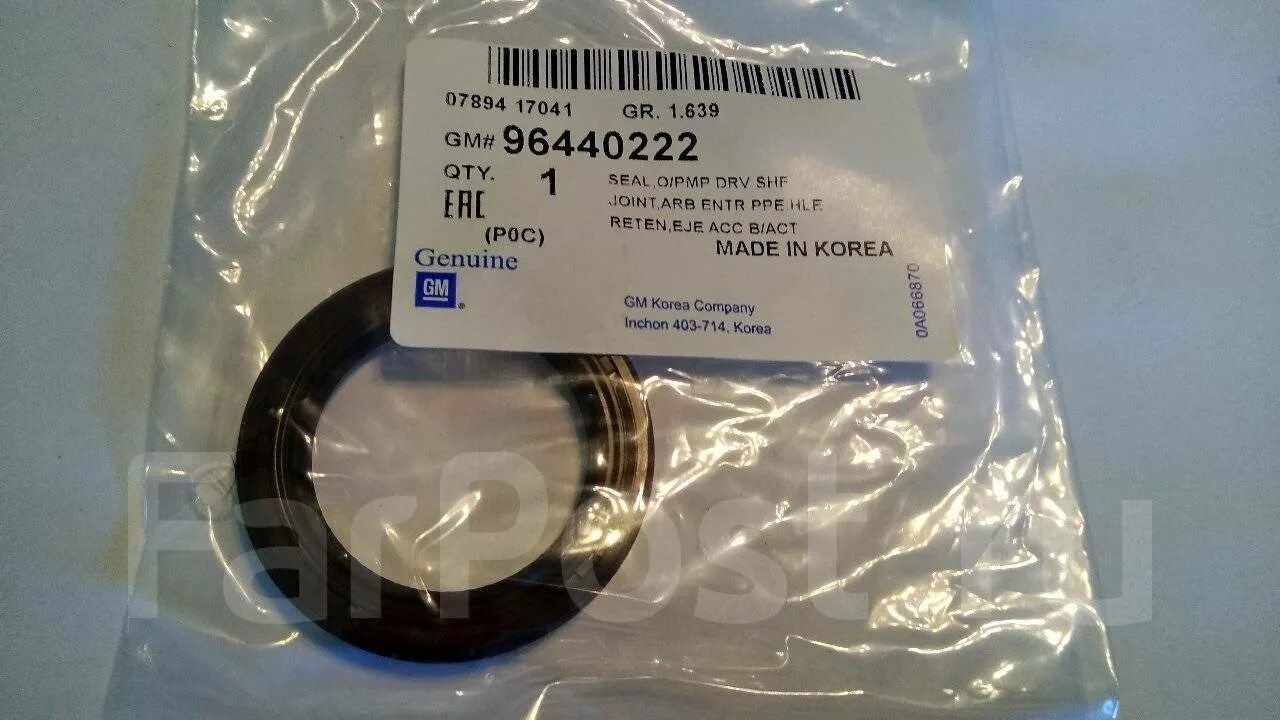 07894 17041 GR. 1.639
GM# 96440222
QTY. 1
SEAL,O/PMP DRV SHF
JOINT,ARB ENTR PPE HLE
RETEN,EJE ACC B/ACT
EAC
(P0C)
MADE IN KOREA
Genuine
GM
GM Korea Company
Inchon 403-714, Korea
0A066870
FarPost.ru